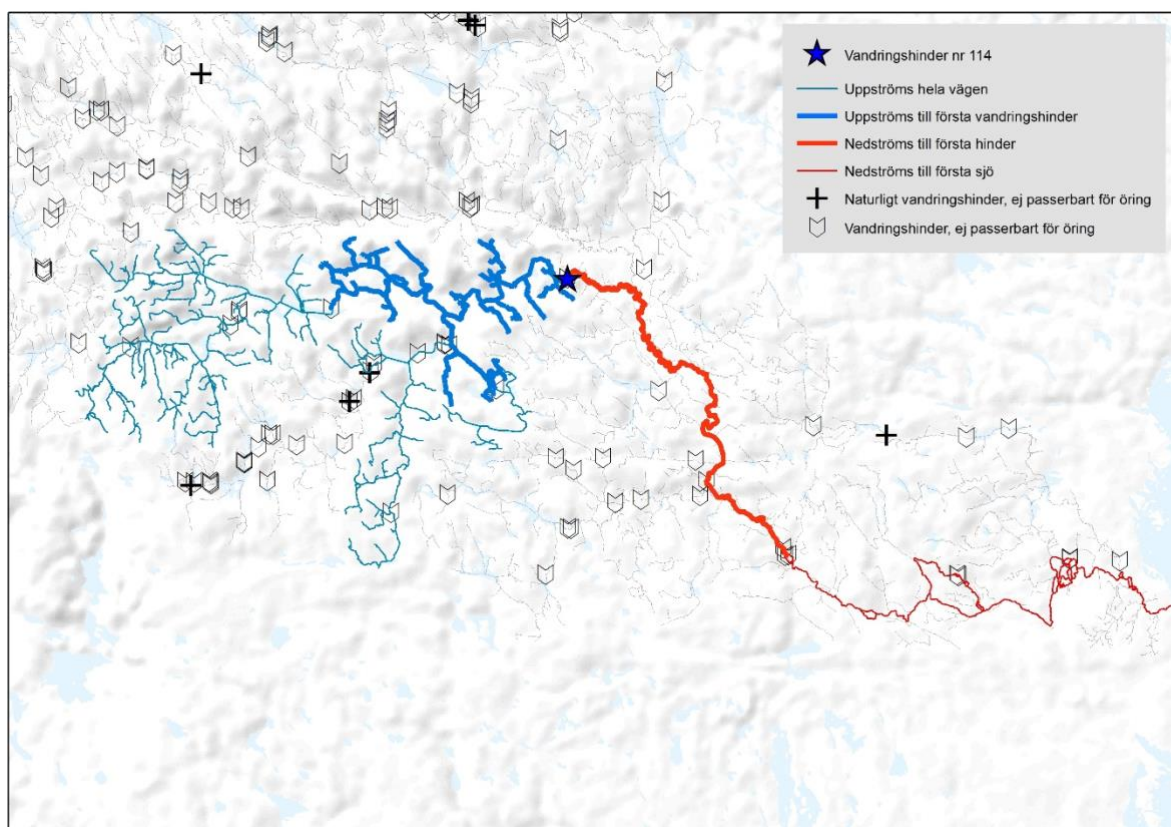 Vandringshinder nr 114
Uppströms hela vägen
Uppströms till första vandringshinder
Nedströms till första hinder
Nedströms till första sjö
Naturligt vandringshinder, ej passerbart för öring
Vandringshinder, ej passerbart för öring